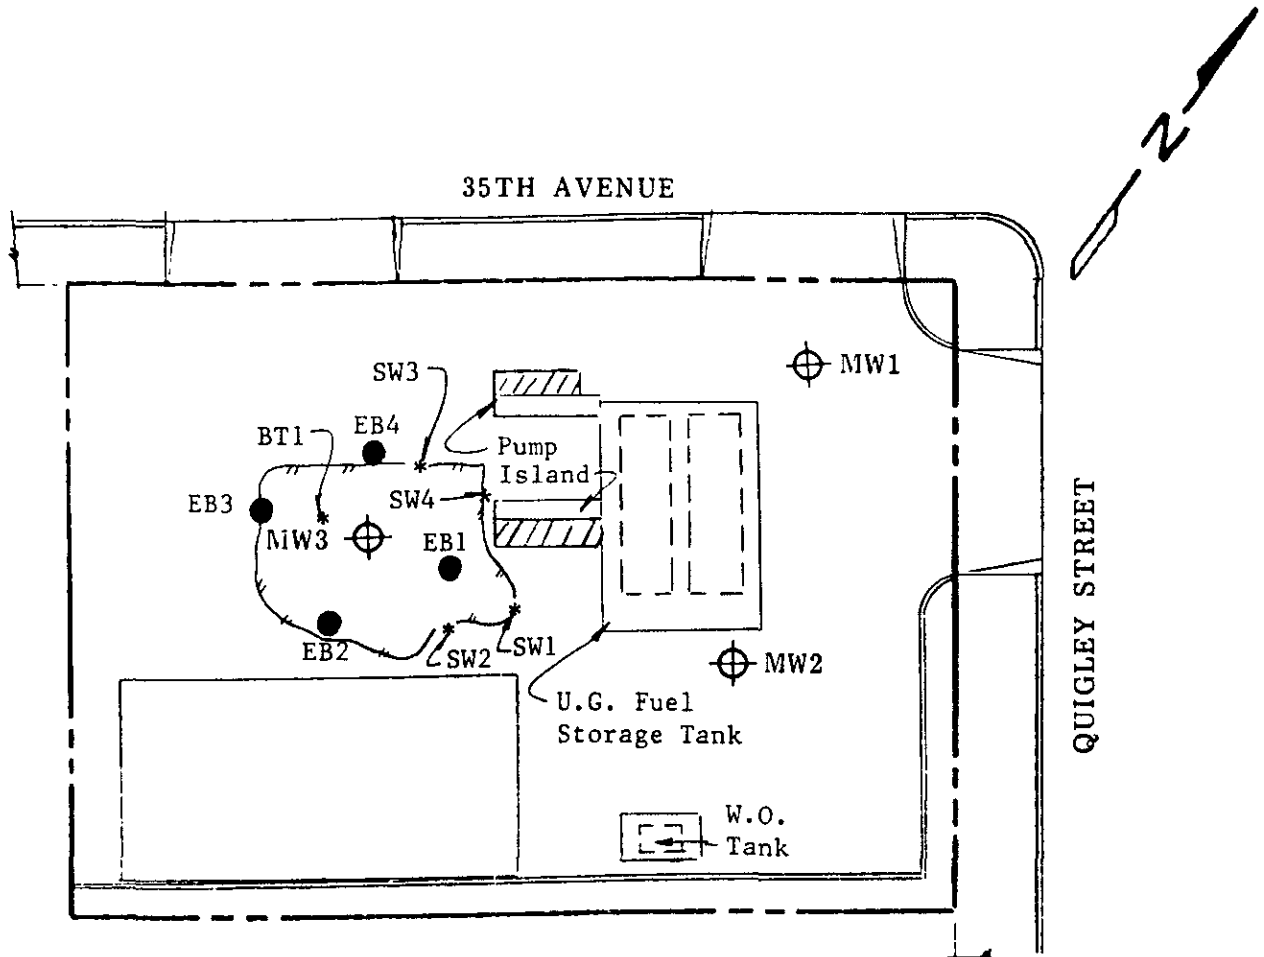 N
35TH AVENUE
MW1
SW3
EB4
BT1
Pump
Island
SW4
EB3
MW3
EB1
QUIGLEY STREET
EB2
SW2
SW1
MW2
U.G. Fuel
Storage Tank
W.O.
Tank